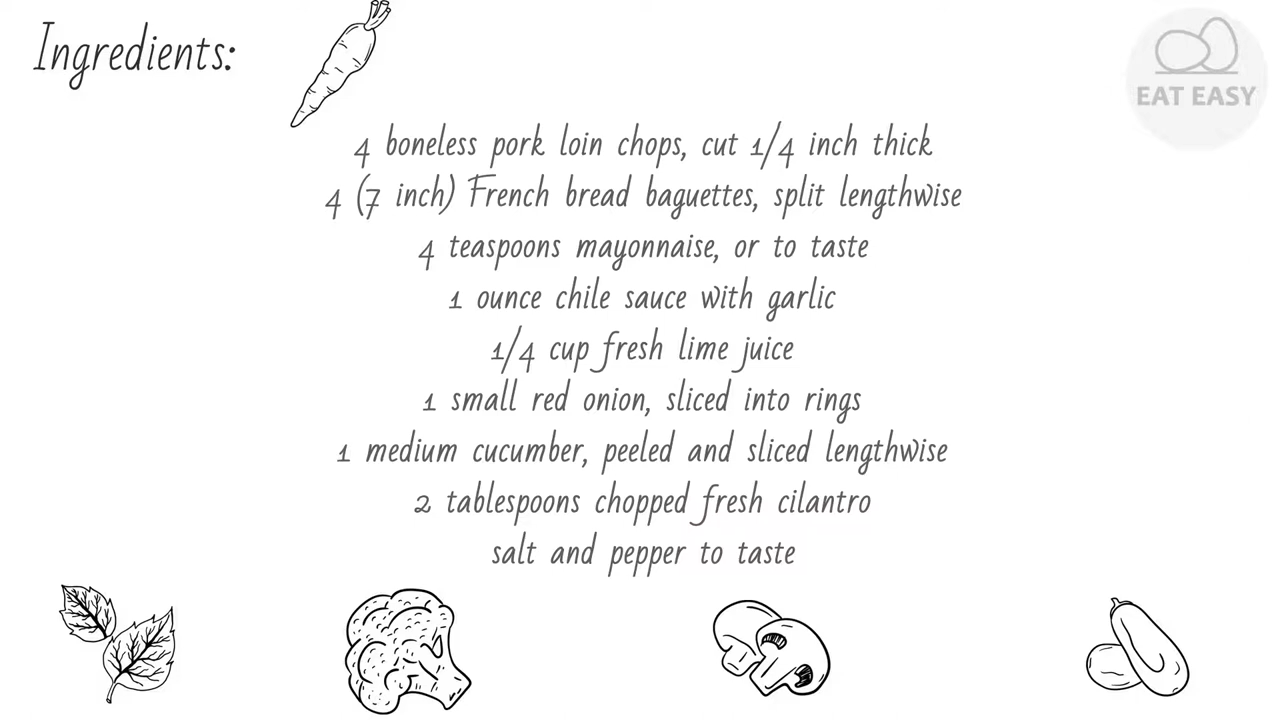 Ingredients:
EAT EASY
4 boneless pork loin chops, cut 1/4 inch thick
4 (7 inch) French bread baguettes, split lengthwise
4 teaspoons mayonnaise, or to taste
1 ounce chile sauce with garlic
1/4 cup fresh lime juice
1 small red onion, sliced into rings
1 medium cucumber, peeled and sliced lengthwise
2 tablespoons chopped fresh cilantro
salt and pepper to taste